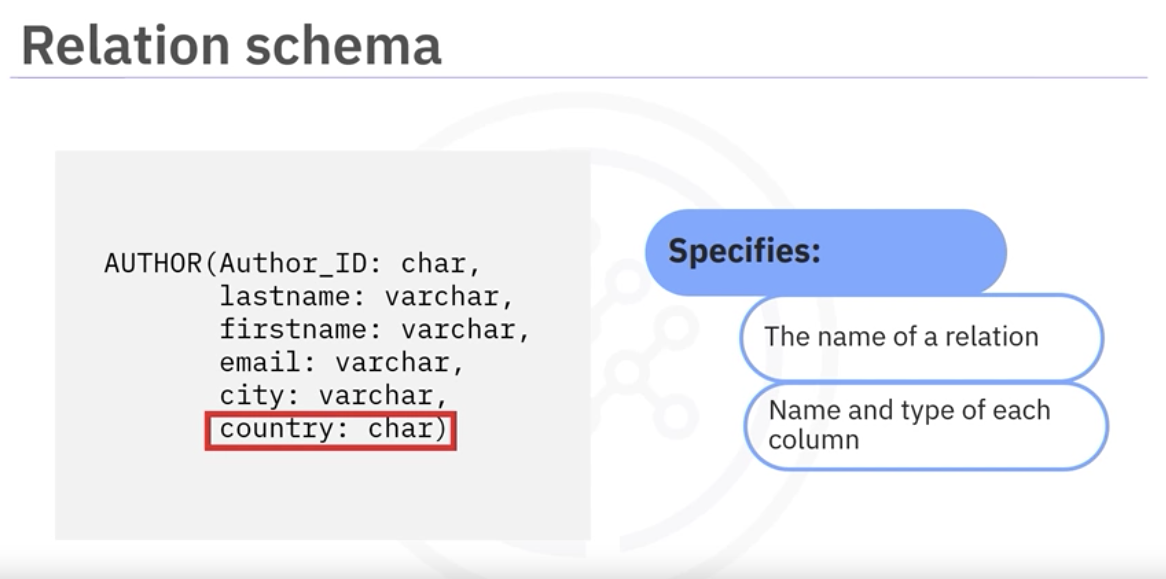 Relation schema
AUTHOR(Author_ID: char,
lastname: varchar,
firstname: varchar,
email: varchar,
city: varchar,
country: char)
Specifies:
The name of a relation
Name and type of each
column